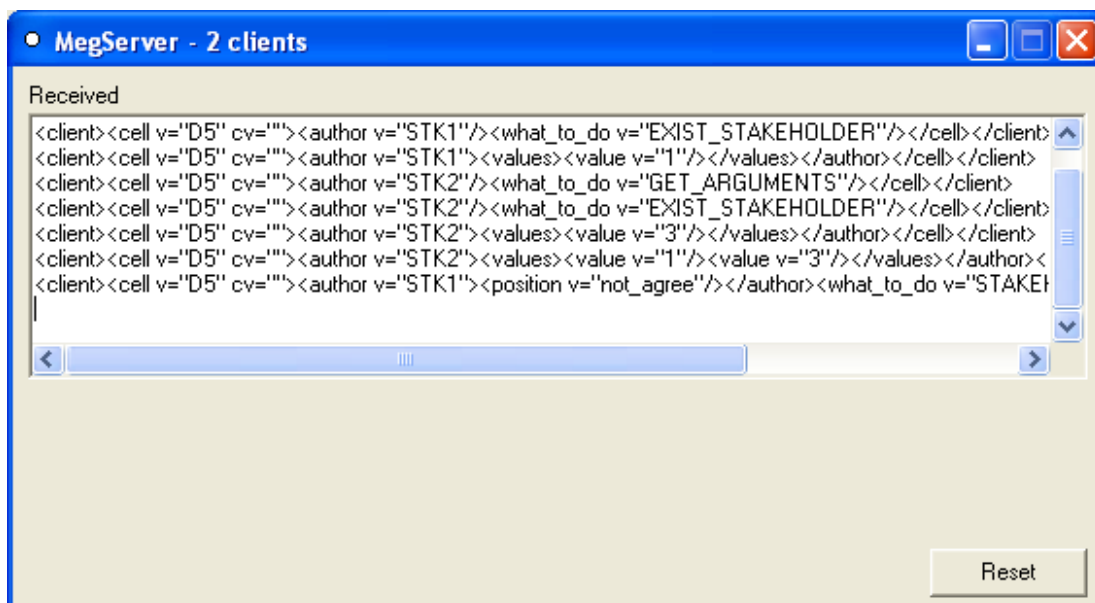 MegServer - 2 clients
Received
<client><cell v="D5" cv=""><author v="STK1"/><what_to_do v="EXIST_STAKEHOLDER"/></cell></client>
<client><cell v="D5" cv=""><author v="STK1"><values><value v="1"/></values></author></cell></client>
<client><cell v="D5" cv=""><author v="STK2"/><what_to_do v="GET_ARGUMENTS"/></cell></client>
<client><cell v="D5" cv=""><author v="STK2"/><what_to_do v="EXIST_STAKEHOLDER"/></cell></client>
<client><cell v="D5" cv=""><author v="STK2"><values><value v="3"/></values></author></cell></client>
<client><cell v="D5" cv=""><author v="STK2"><values><value v="1"/><value v="3"/></values></author><
<client><cell v="D5" cv=""><author v="STK1"><position v="not_agree"/></author><what_to_do v="STAKEH
Reset